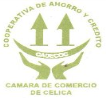 COOPERATIVA DE AHORRO Y CREDITO
CAMARA DE COMERCIO
DE CELICA